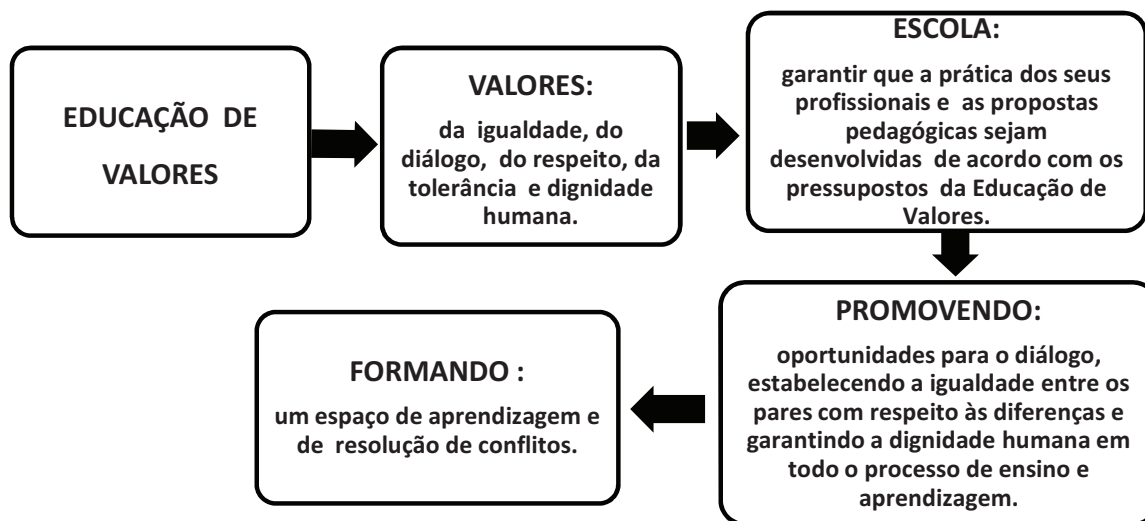 EDUCAÇÃO DE
VALORES
VALORES:
da igualdade, do
diálogo, do respeito, da
tolerância e dignidade
humana.
ESCOLA:
garantir que a prática dos seus
profissionais e as propostas
pedagógicas sejam
desenvolvidas de acordo com os
pressupostos da Educação de
Valores.
PROMOVENDO:
oportunidades para o diálogo,
estabelecendo a igualdade entre os
pares com respeito às diferenças e
garantindo a dignidade humana em
todo o processo de ensino e
aprendizagem.
FORMANDO :
um espaço de aprendizagem e
de resolução de conflitos.